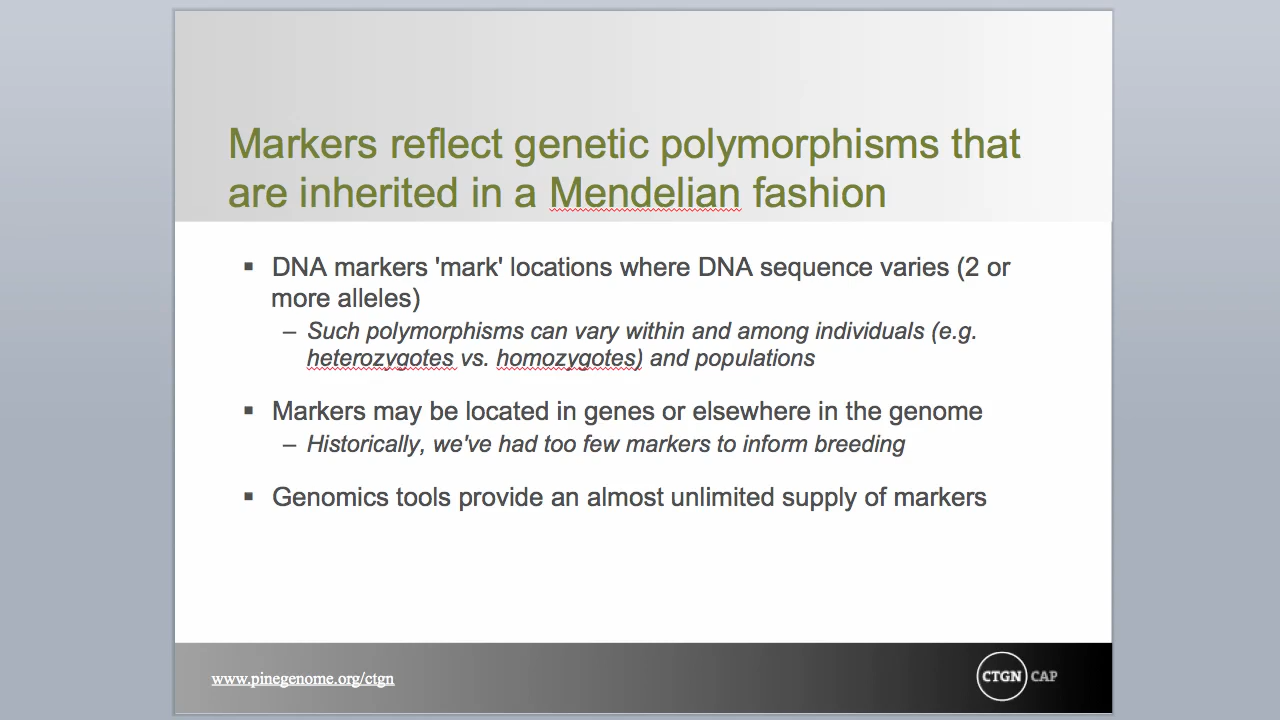 Markers reflect genetic polymorphisms that
are inherited in a Mendelian fashion
▪ DNA markers 'mark' locations where DNA sequence varies (2 or
more alleles)
– Such polymorphisms can vary within and among individuals (e.g.
heterozygotes vs. homozygotes) and populations
▪ Markers may be located in genes or elsewhere in the genome
– Historically, we've had too few markers to inform breeding
▪ Genomics tools provide an almost unlimited supply of markers
www.pinegenome.org/ctgn
CTGN CAP